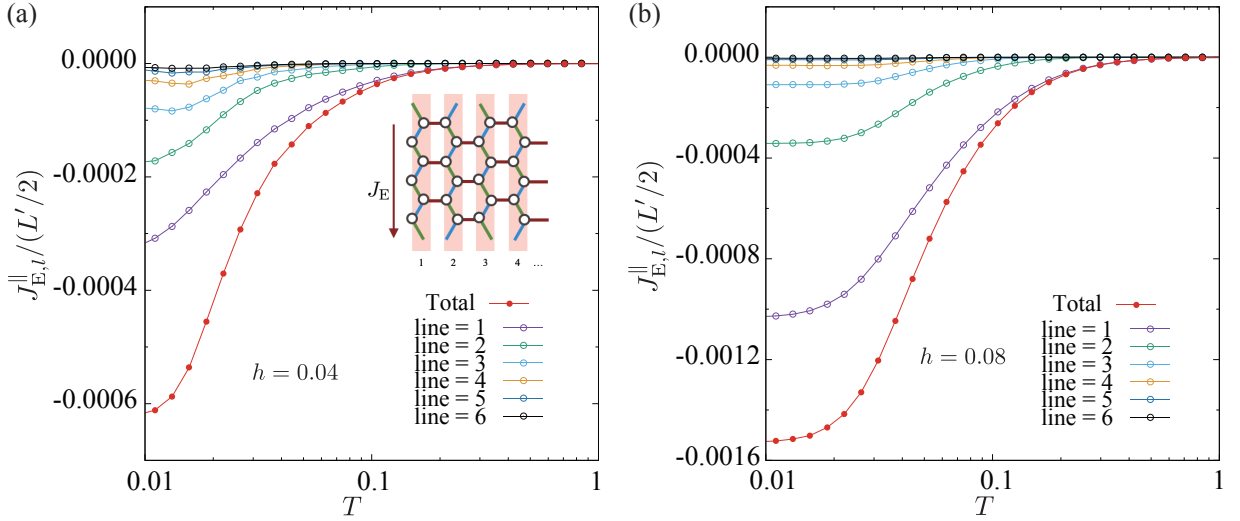 (a)
0.0000
-0.0002
-0.0004
-0.0006
J^{||}_{E,l}/(L'/2)
J_E
1 2 3 4 ...
Total
line = 1
line = 2
line = 3
line = 4
line = 5
line = 6
h = 0.04
0.01 0.1 1
T
(b)
0.0000
-0.0004
-0.0008
-0.0012
-0.0016
J^{||}_{E,l}/(L'/2)
Total
line = 1
line = 2
line = 3
line = 4
line = 5
line = 6
h = 0.08
0.01 0.1 1
T